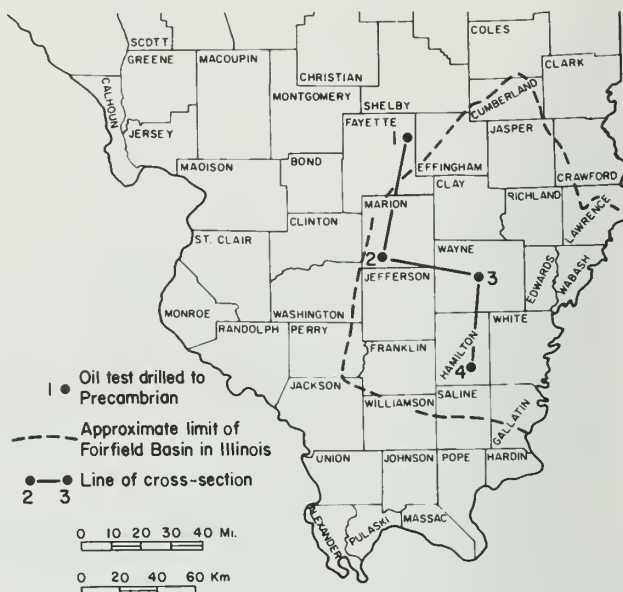 COLES
SCOTT
GREENE
MACOUPIN
CHRISTIAN
CLARK
MONTGOMERY
CUMBERLAND
SHELBY
CALHOUN
FAYETTE
JERSEY
1
JASPER
EFFINGHAM
BOND
MADISON
CRAWFORD
CLAY
RICHLAND
MARION
LAWRENCE
CLINTON
ST. CLAIR
WAYNE
2
3
EDWARDS
WABASH
JEFFERSON
MONROE
WASHINGTON
WHITE
RANDOLPH
PERRY
HAMILTON
FRANKLIN
4
JACKSON
SALINE
WILLIAMSON
GALLATIN
UNION
JOHNSON
POPE
HARDIN
ALEXANDER
PULASKI
MASSAC
1 Oil test drilled to
Precambrian
Approximate limit of
Fairfield Basin in Illinois
2 3 Line of cross-section
0 10 20 30 40 Mi.
0 20 40 60 Km